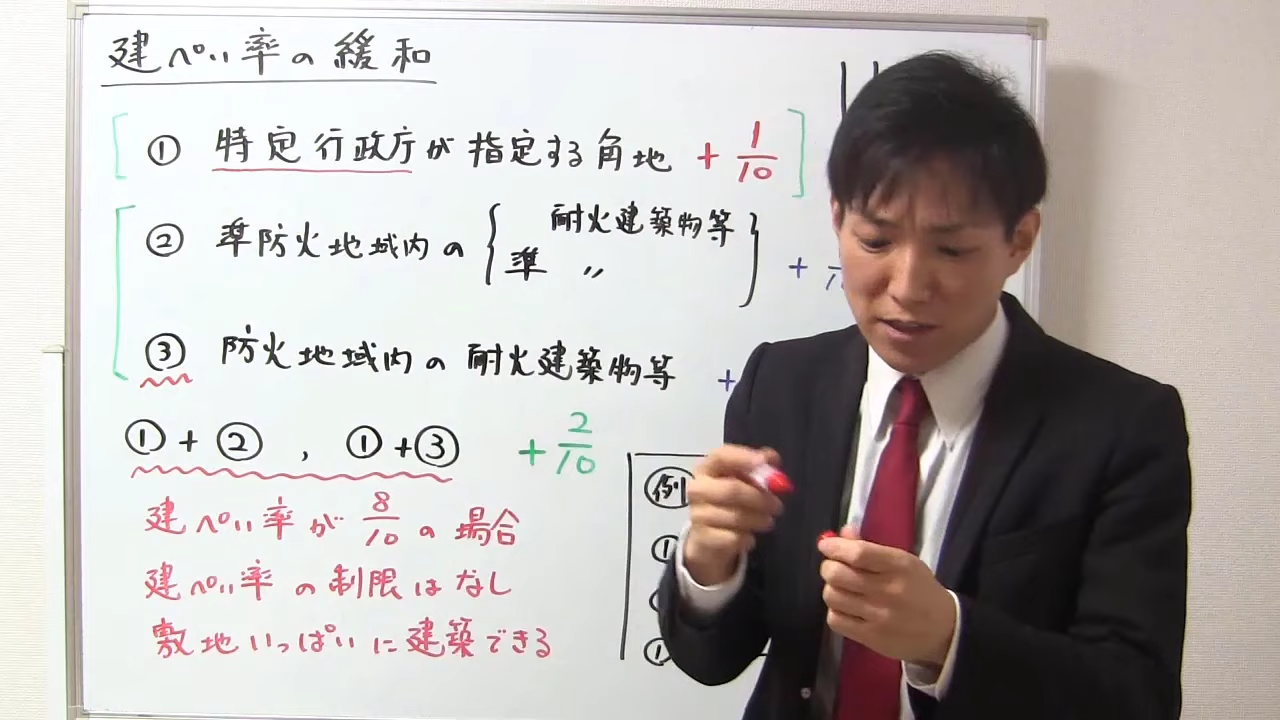 建ぺい率の緩和
① 特定行政庁が指定する角地 + 1/10
② 準防火地域内の { 耐火建築物等
準 〃 } +
③ 防火地域内の耐火建築物等 +
①+②, ①+③ + 2/10
建ぺい率が 8/10 の場合
建ぺい率の制限はなし
敷地いっぱいに建築できる
例
①
①